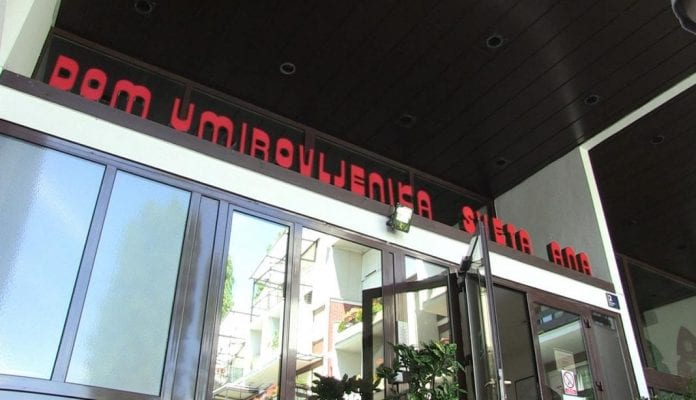 DOM UMIROVLJENIKA SVETA ANA